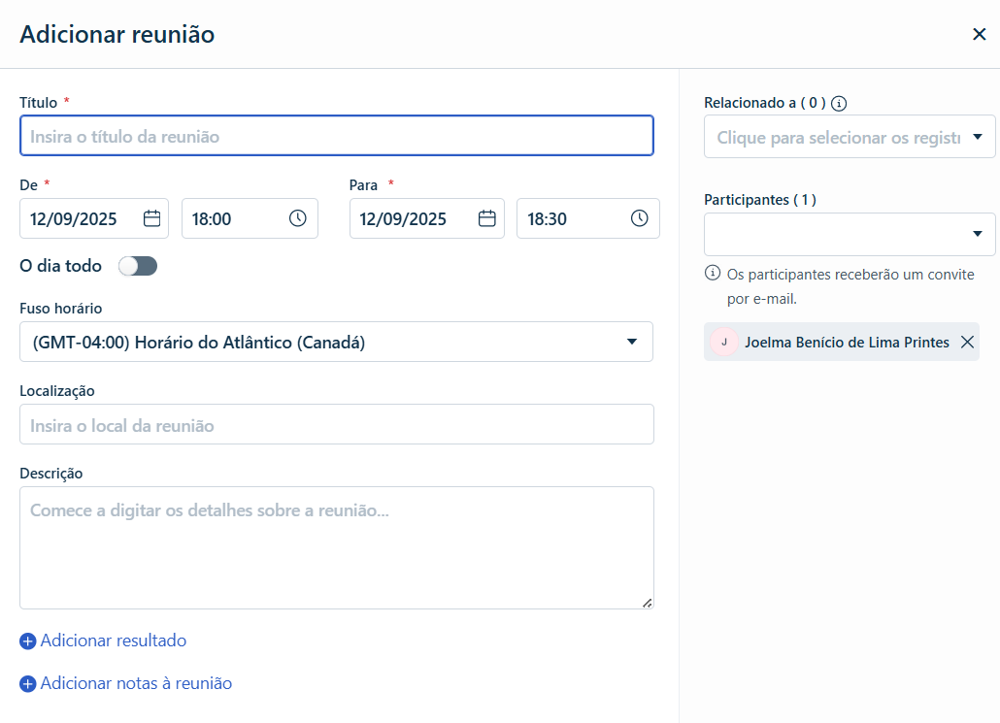 Adicionar reunião
Título *
Insira o título da reunião
De *
Para *
12/09/2025
18:00
12/09/2025
18:30
O dia todo
Fuso horário
(GMT-04:00) Horário do Atlântico (Canadá)
Localização
Insira o local da reunião
Descrição
Comece a digitar os detalhes sobre a reunião...
Adicionar resultado
Adicionar notas à reunião
Relacionado a ( 0 )
Clique para selecionar os regist
Participantes ( 1 )
Os participantes receberão um convite
por e-mail.
J Joelma Benício de Lima Printes